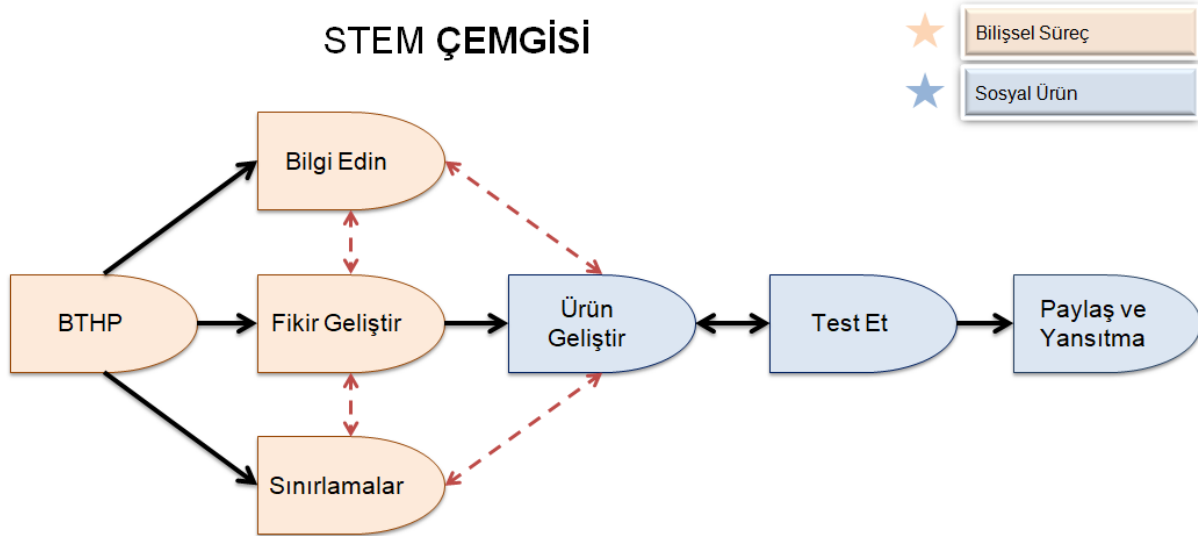 STEM ÇEMGİSİ
Bilişsel Süreç
Sosyal Ürün
Bilgi Edin
BTHP
Fikir Geliştir
Ürün
Geliştir
Test Et
Paylaş ve
Yansıtma
Sınırlamalar